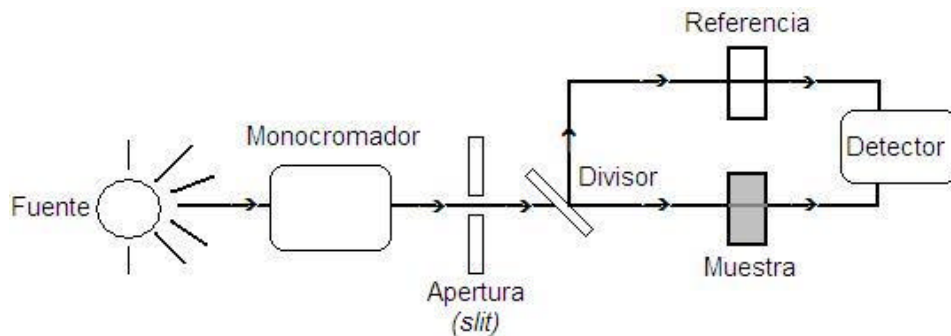 Referencia
Monocromador
Detector
Fuente
Divisor
Muestra
Apertura
(slit)